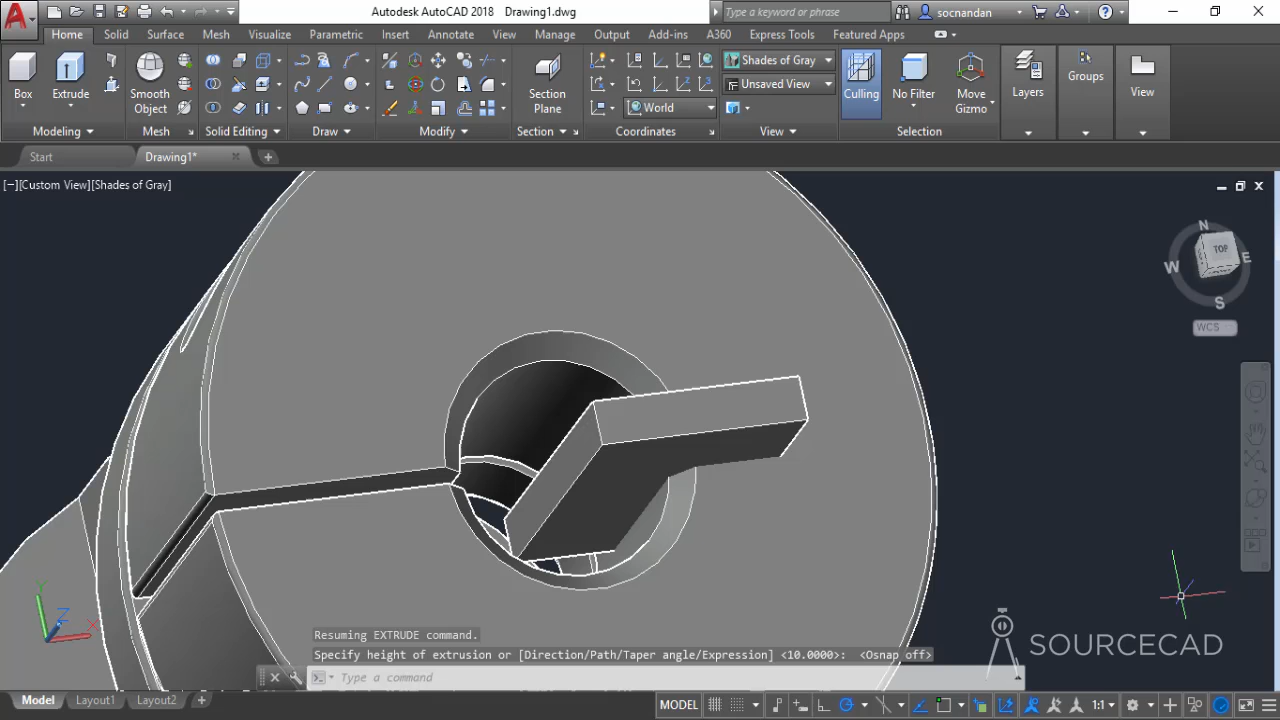 Autodesk AutoCAD 2018 Drawing1.dwg
Type a keyword or phrase
socnandan
Home Solid Surface Mesh Visualize Parametric Insert Annotate View Manage Output Add-ins A360 Express Tools Featured Apps
Shades of Gray
Unsaved View
World
Box
Extrude
Smooth Object
Section Plane
Culling
No Filter
Move Gizmo
Layers
Groups
View
Modeling
Mesh
Solid Editing
Draw
Modify
Section
Coordinates
View
Selection
Start
Drawing1*
[−][Custom View][Shades of Gray]
N
W TOP E
S
WCS
Y
Z
X
Resuming EXTRUDE command.
Specify height of extrusion or [Direction/Path/Taper angle/Expression] <10.0000>: <Osnap off>
Type a command
SOURCECAD
Model Layout1 Layout2
MODEL
1:1